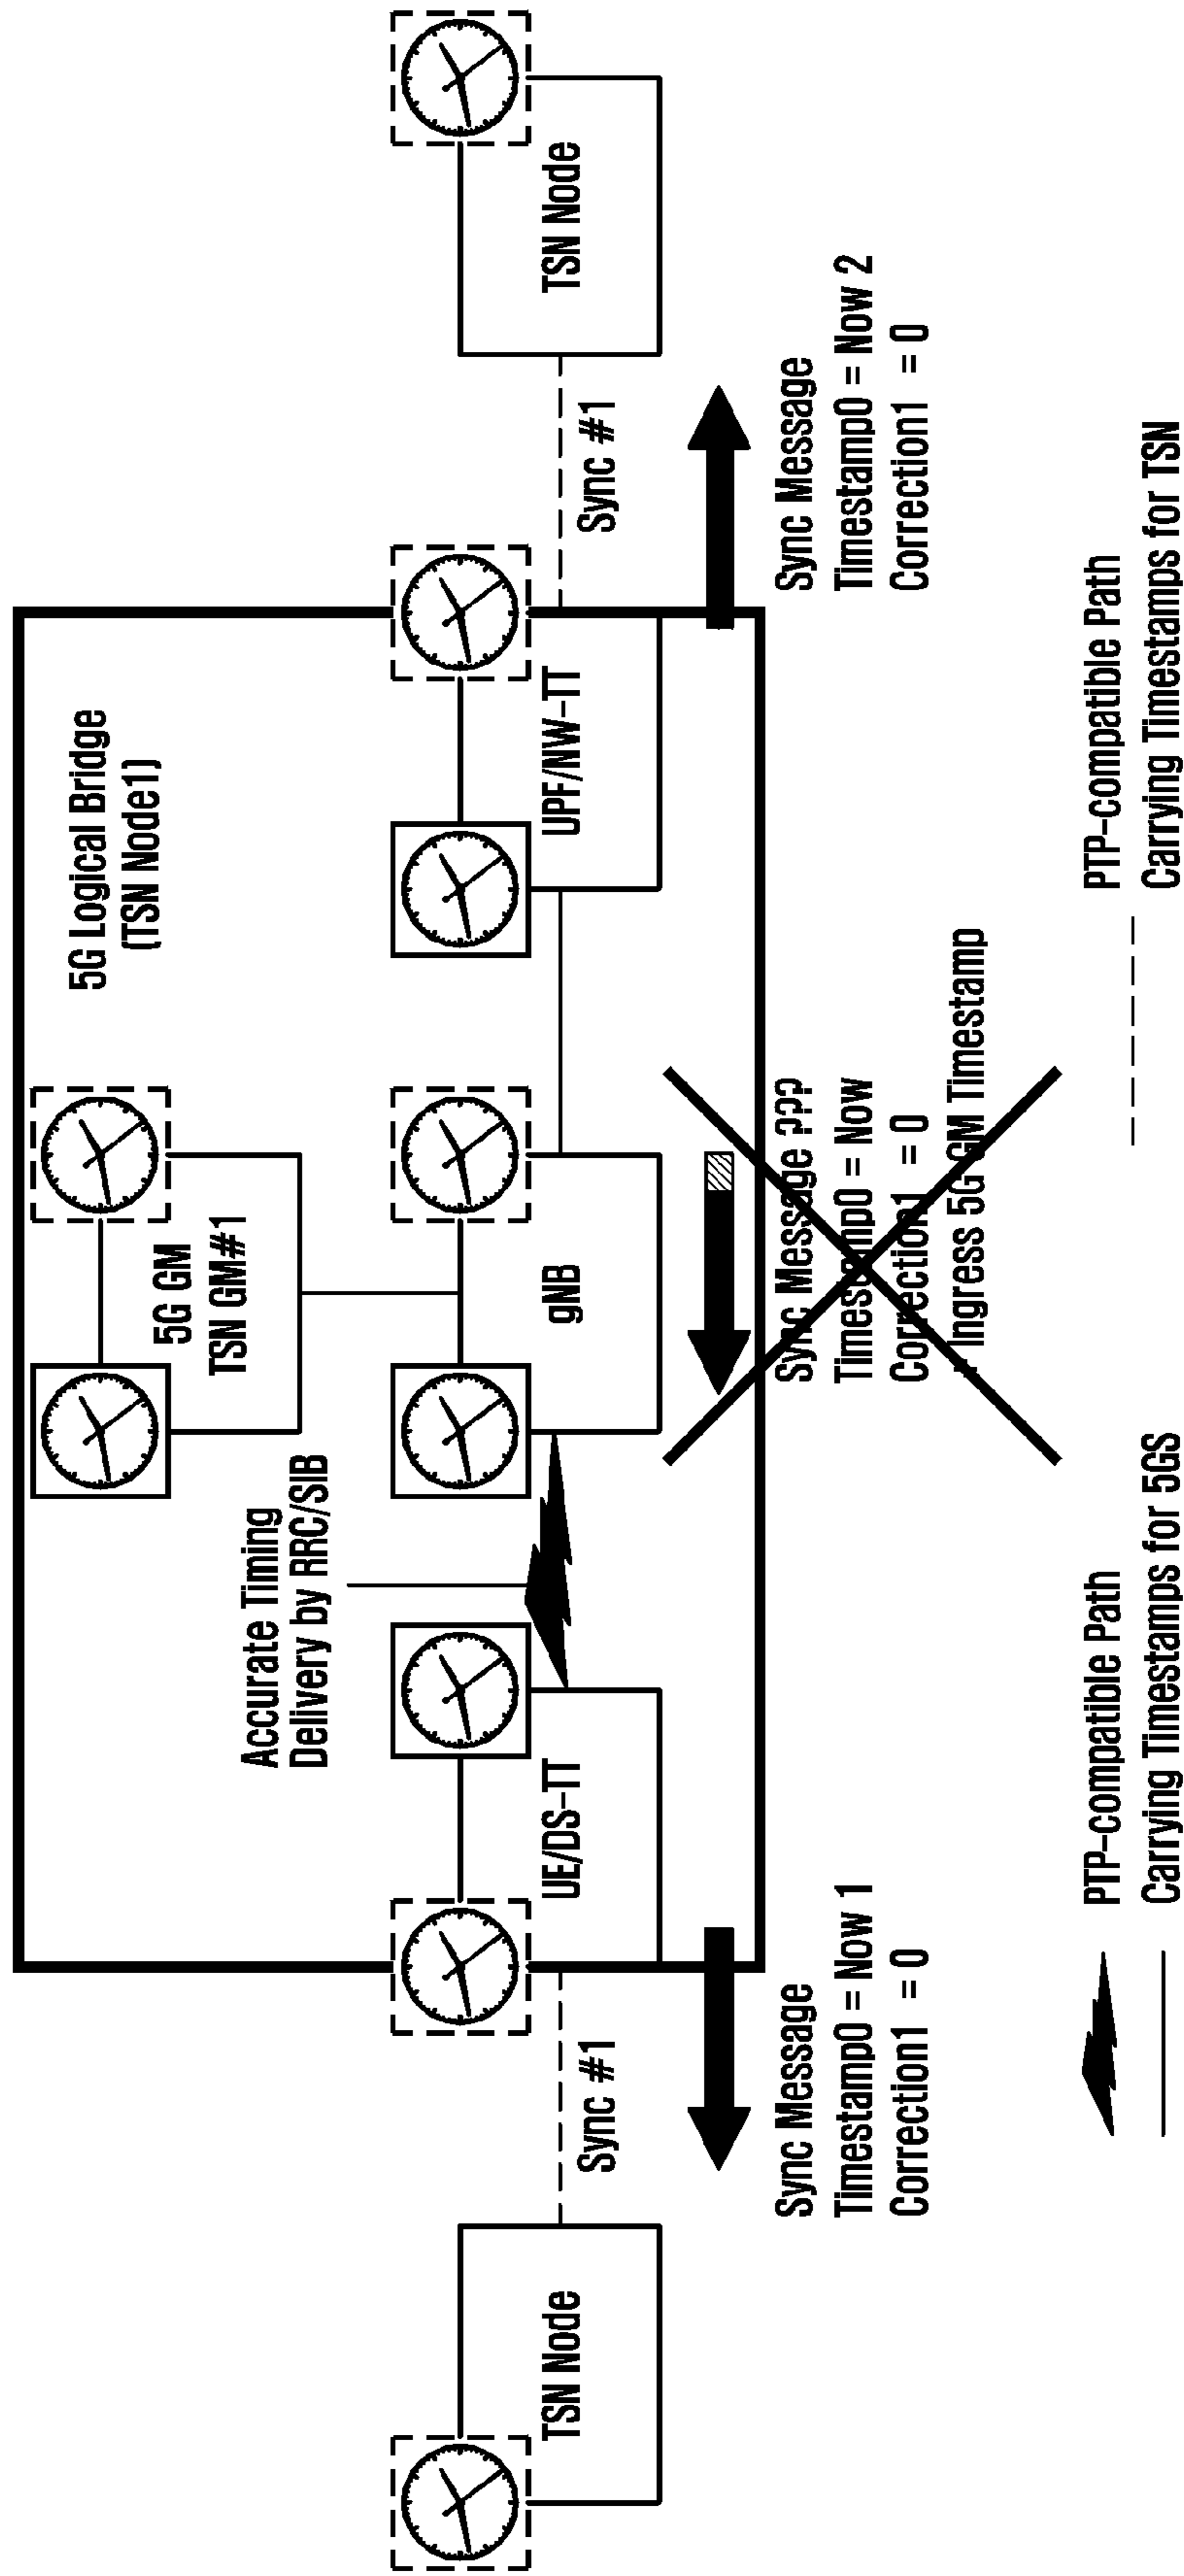 5G Logical Bridge
(TSN Node1)
5G GM
TSN GM#1
Accurate Timing
Delivery by RRC/SIB
TSN Node
Sync #1
UE/DS-TT
gNB
UPF/NW-TT
Sync #1
TSN Node
Sync Message
Timestamp0 = Now 1
Correction1 = 0
Sync Message ???
Timestamp0 = Now
Correction1 = 0
+ Ingress 5G GM Timestamp
Sync Message
Timestamp0 = Now 2
Correction1 = 0
PTP-compatible Path
Carrying Timestamps for 5GS
PTP-compatible Path
Carrying Timestamps for TSN